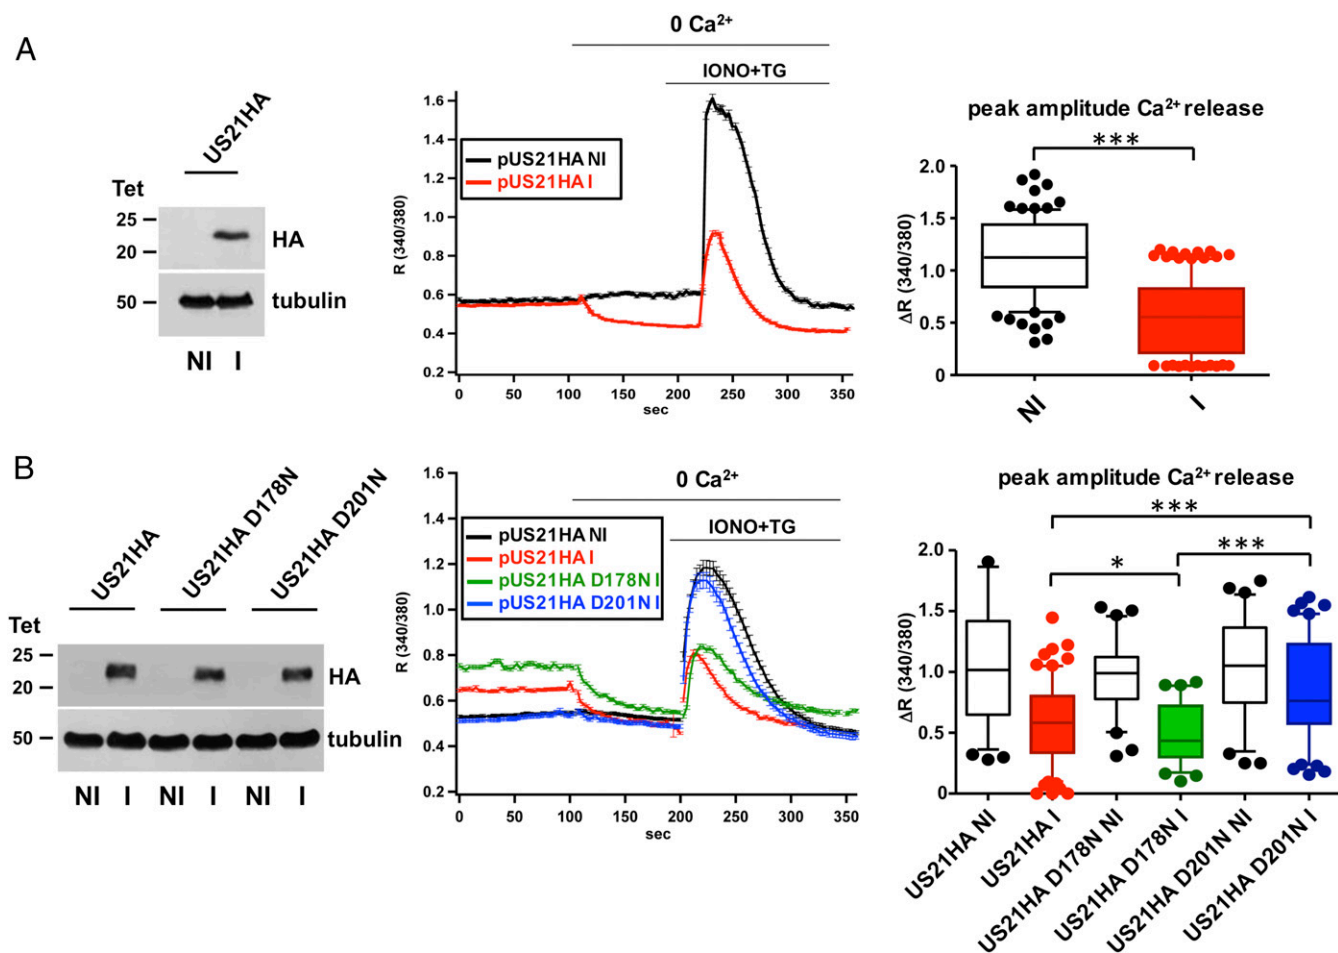 A
US21HA
Tet
25
20
HA
50
tubulin
NI I
0 Ca²⁺
IONO+TG
1.6
1.4
1.2
1.0
0.8
0.6
0.4
0.2
R (340/380)
pUS21HA NI
pUS21HA I
0 50 100 150 200 250 300 350
sec
peak amplitude Ca²⁺ release
***
2.0
1.5
1.0
0.5
0
ΔR (340/380)
NI
I
B
US21HA
US21HA D178N
US21HA D201N
Tet
25
20
HA
50
tubulin
NI I NI I NI I
0 Ca²⁺
IONO+TG
1.6
1.4
1.2
1.0
0.8
0.6
0.4
0.2
R (340/380)
pUS21HA NI
pUS21HA I
pUS21HA D178N I
pUS21HA D201N I
0 50 100 150 200 250 300 350
sec
peak amplitude Ca²⁺ release
***
* ***
2.0
1.5
1.0
0.5
0.0
ΔR (340/380)
US21HA NI
US21HA I
US21HA D178N NI
US21HA D178N I
US21HA D201N NI
US21HA D201N I